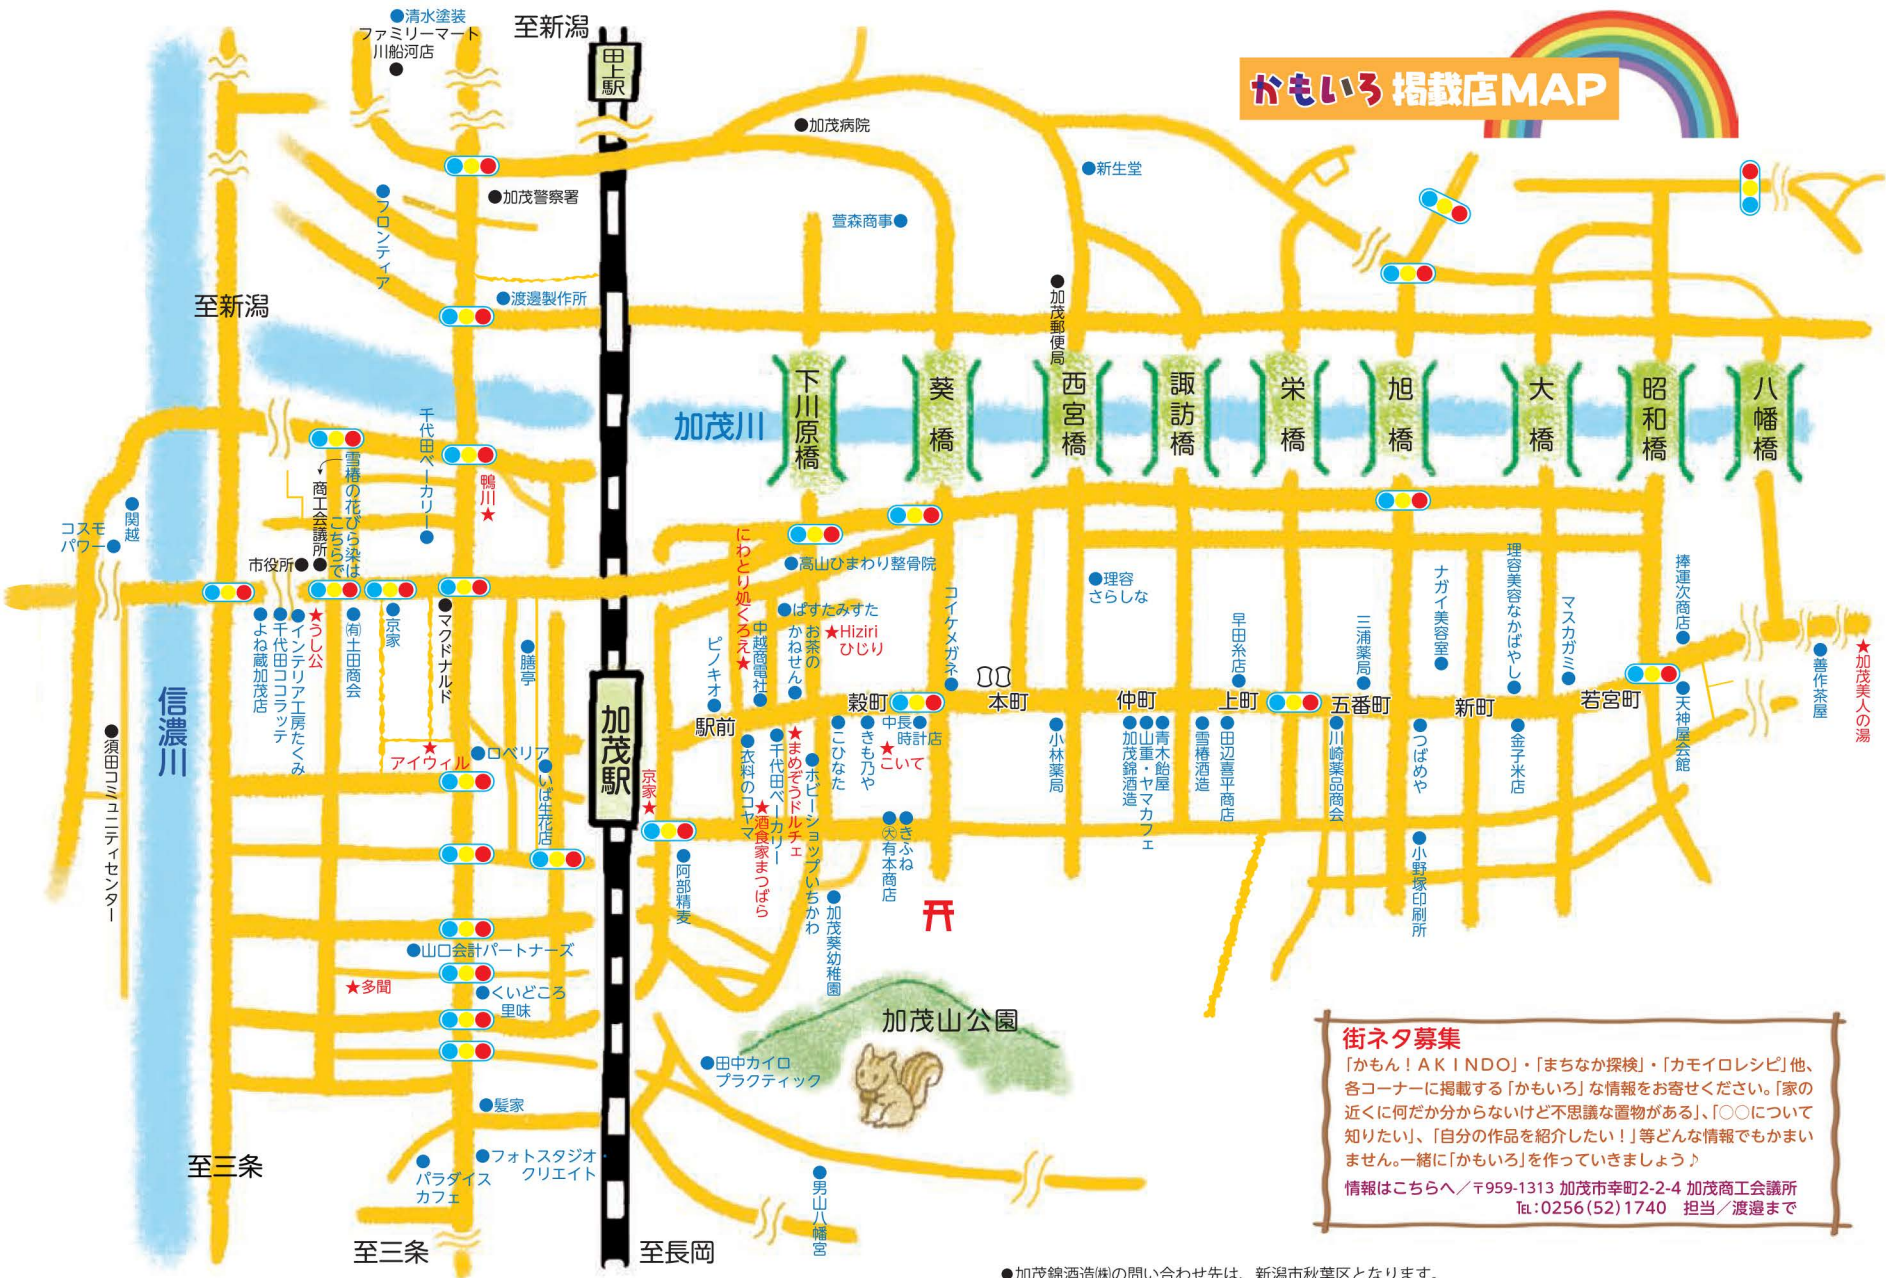 かもいろ 掲載店MAP
清水塗装
ファミリーマート
川船河店
至新潟
田上駅
加茂病院
新生堂
加茂警察署
フロンティア
萱森商事
渡邊製作所
加茂郵便局
至新潟
加茂川
下川原橋
葵橋
西宮橋
諏訪橋
栄橋
旭橋
大橋
昭和橋
八幡橋
千代田ベーカリー
鴨川★
雪椿の花びら染は
こちらで
商工会議所
市役所
関越
コスモ
パワー
よね蔵加茂店
千代田ココラッテ
インテリア工房たくみ
★うし公
㈲土田商会
京家
マクドナルド
膳亭
アイウィル
★
ロベリア
いば生花店
信濃川
須田コミュニティセンター
加茂駅
京家★
にわとり処くろえ★
高山ひまわり整骨院
ぱすたみすた
中越商電社
お茶の
かねせん
★Hiziri
ひじり
ピノキオ
駅前
穀町
コイケメガネ
本町
理容
さらしな
仲町
早田糸店
上町
三浦薬局
五番町
ナガイ美容室
新町
理容美容なかばやし
マスカガミ
若宮町
捧運次商店
天神屋会館
善作茶屋
★加茂美人の湯
衣料のコヤマ
千代田ベーカリー
★酒食家まつばら
★まめぞうドルチェ
ホビーショップいちかわ
こひなた
きも刀や
中長
時計店
★
こいて
きふね
㊅有本商店
小林薬局
加茂錦酒造
山重・ヤマカフェ
青木飴屋
雪椿酒造
田辺喜平商店
川崎薬品商会
つばめや
金子米店
小野塚印刷所
阿部精麦
加茂葵幼稚園
加茂山公園
山口会計パートナーズ
★多聞
くいどころ
里味
田中カイロ
プラクティック
髪家
フォトスタジオ
クリエイト
パラダイス
カフェ
男山八幡宮
至三条
至三条
至長岡
街ネタ募集
「かもん！ＡＫＩＮＤＯ」・「まちなか探検」・「カモイロレシピ」他、
各コーナーに掲載する「かもいろ」な情報をお寄せください。「家の
近くに何だか分からないけど不思議な置物がある」、「○○について
知りたい」、「自分の作品を紹介したい！」等どんな情報でもかまい
ません。一緒に「かもいろ」を作っていきましょう♪
情報はこちらへ／〒959-1313 加茂市幸町2-2-4 加茂商工会議所
℡：0256（52）1740　担当／渡邉まで
●加茂錦酒造㈱の問い合わせ先は、新潟市秋葉区となります。